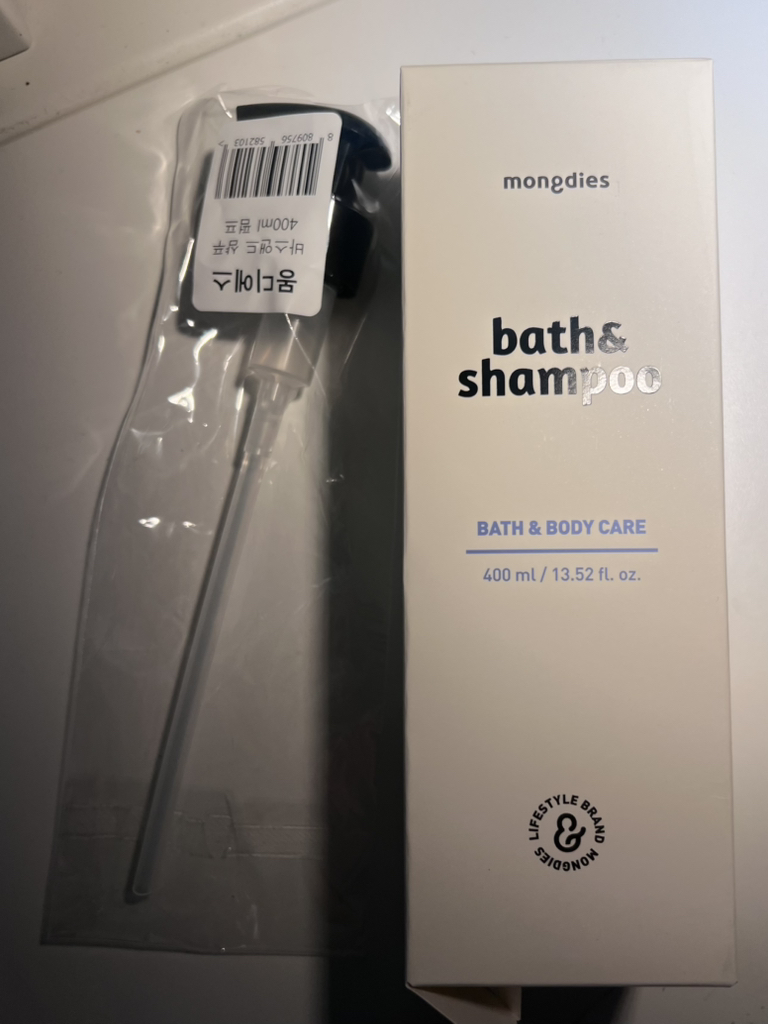 몽디에스
바스앤드 샴푸
400ml 펌프
8 809756 582103 >
mongdies
bath&
shampoo
BATH & BODY CARE
400 ml / 13.52 fl. oz.
LIFESTYLE BRAND MONGDIES
&